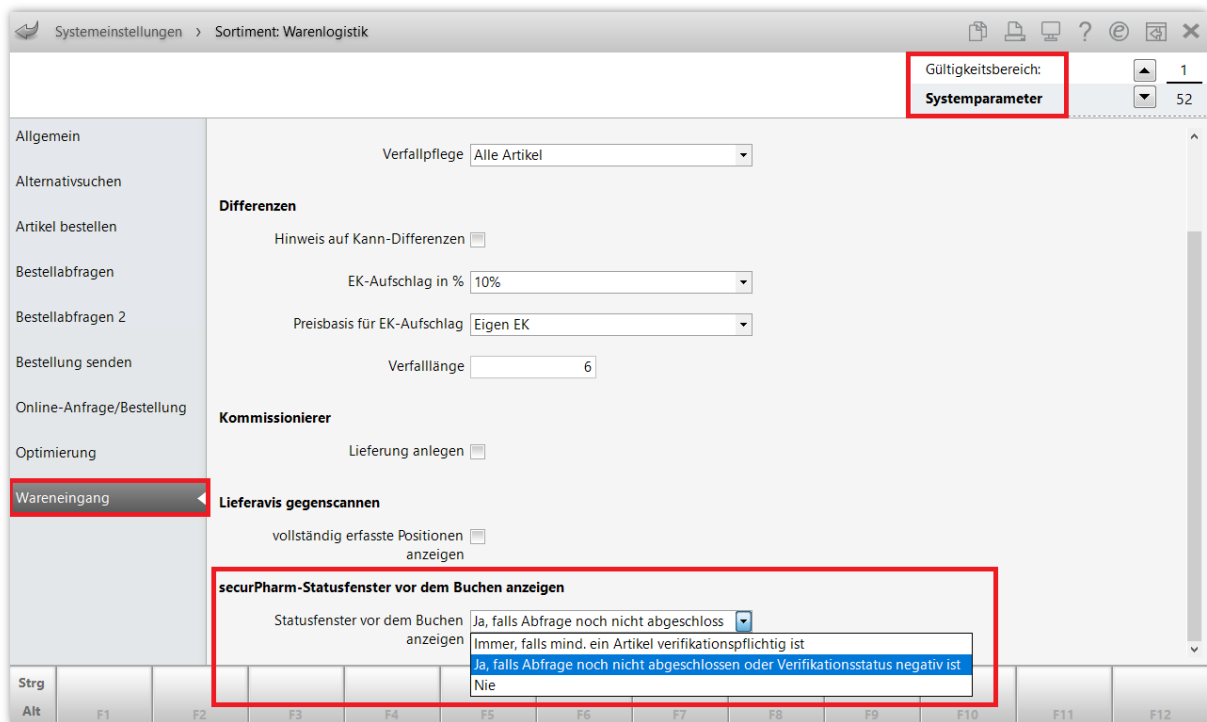 Systemeinstellungen > Sortiment: Warenlogistik
Gültigkeitsbereich:
1
Systemparameter
52
Allgemein
Alternativsuchen
Artikel bestellen
Bestellabfragen
Bestellabfragen 2
Bestellung senden
Online-Anfrage/Bestellung
Optimierung
Wareneingang
Verfallpflege Alle Artikel
Differenzen
Hinweis auf Kann-Differenzen
EK-Aufschlag in % 10%
Preisbasis für EK-Aufschlag Eigen EK
Verfalllänge 6
Kommissionierer
Lieferung anlegen
Lieferavis gegenscannen
vollständig erfasste Positionen
anzeigen
securPharm-Statusfenster vor dem Buchen anzeigen
Statusfenster vor dem Buchen Ja, falls Abfrage noch nicht abgeschloss
anzeigen
Immer, falls mind. ein Artikel verifikationspflichtig ist
Ja, falls Abfrage noch nicht abgeschlossen oder Verifikationsstatus negativ ist
Nie
Strg
Alt F1 F2 F3 F4 F5 F6 F7 F8 F9 F10 F11 F12